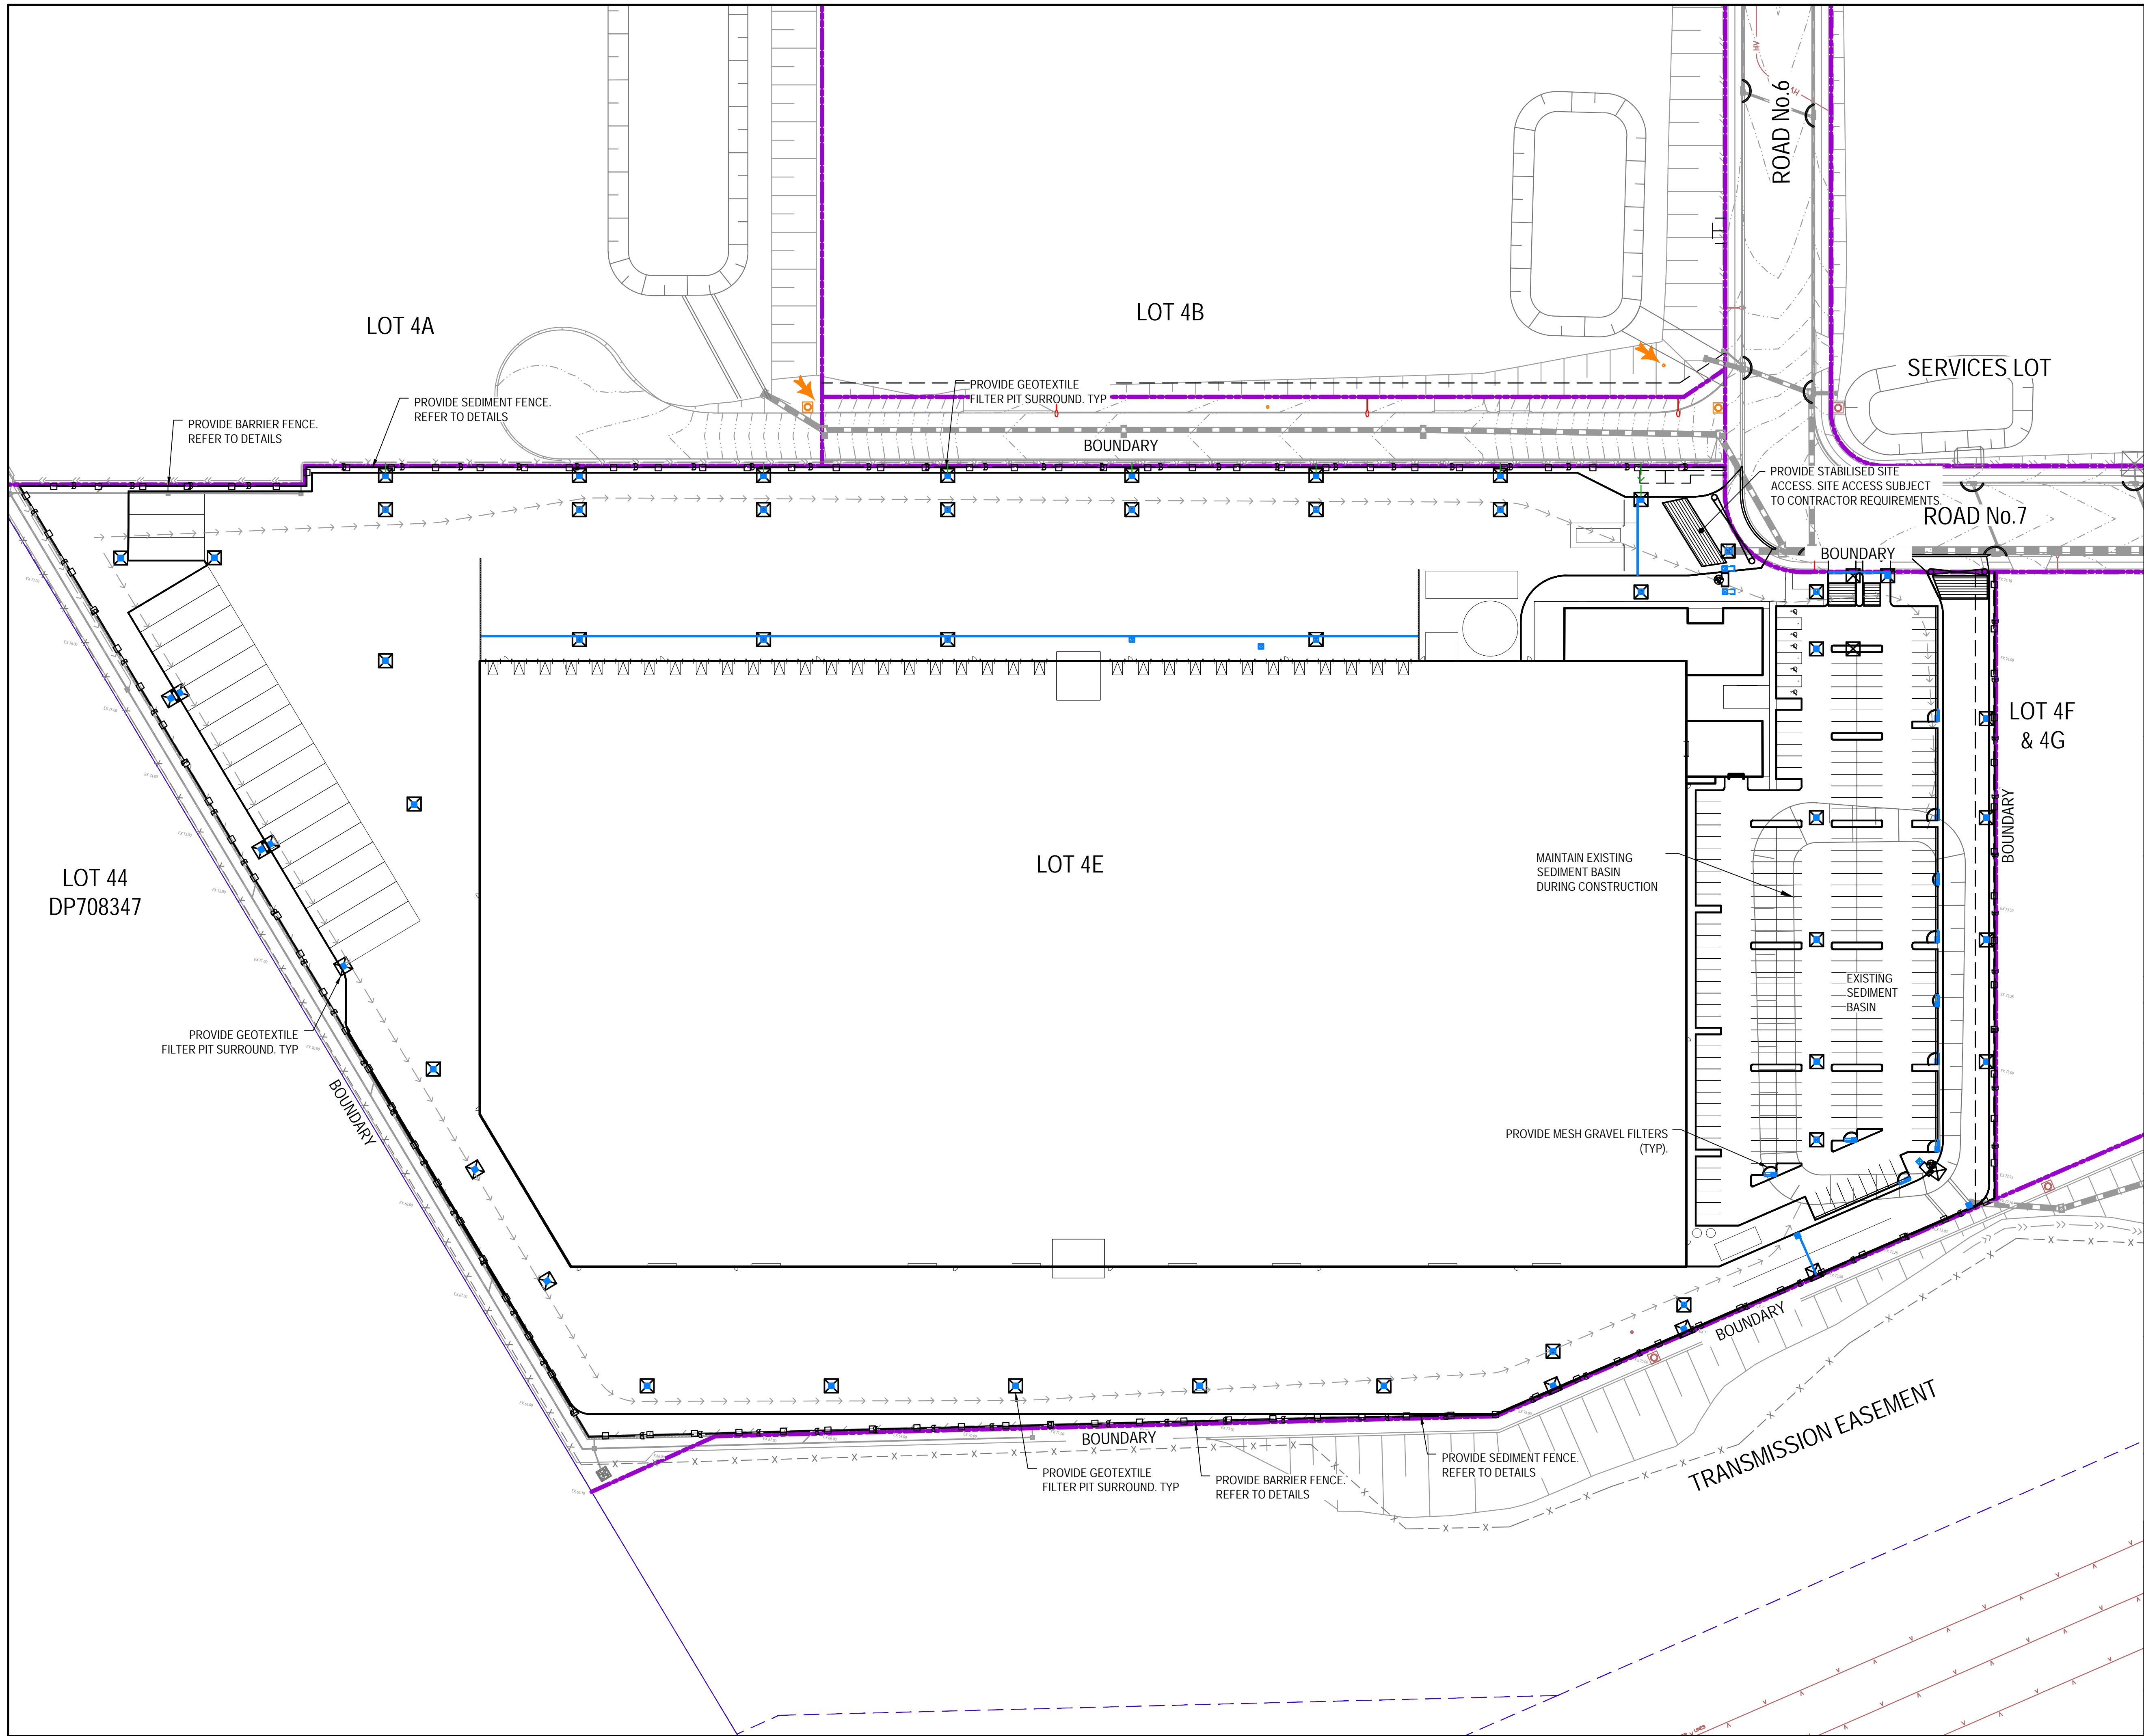 ROAD No.6
LOT 4A
LOT 4B
SERVICES LOT
PROVIDE GEOTEXTILE
FILTER PIT SURROUND. TYP
PROVIDE SEDIMENT FENCE.
REFER TO DETAILS
PROVIDE BARRIER FENCE.
REFER TO DETAILS
BOUNDARY
PROVIDE STABILISED SITE
ACCESS. SITE ACCESS SUBJECT
TO CONTRACTOR REQUIREMENTS.
ROAD No.7
BOUNDARY
LOT 4F
& 4G
BOUNDARY
LOT 4E
MAINTAIN EXISTING
SEDIMENT BASIN
DURING CONSTRUCTION
LOT 44
DP708347
EXISTING
SEDIMENT
BASIN
PROVIDE GEOTEXTILE
FILTER PIT SURROUND. TYP
BOUNDARY
PROVIDE MESH GRAVEL FILTERS
(TYP).
BOUNDARY
TRANSMISSION EASEMENT
BOUNDARY
PROVIDE SEDIMENT FENCE.
REFER TO DETAILS
PROVIDE GEOTEXTILE
FILTER PIT SURROUND. TYP
PROVIDE BARRIER FENCE.
REFER TO DETAILS